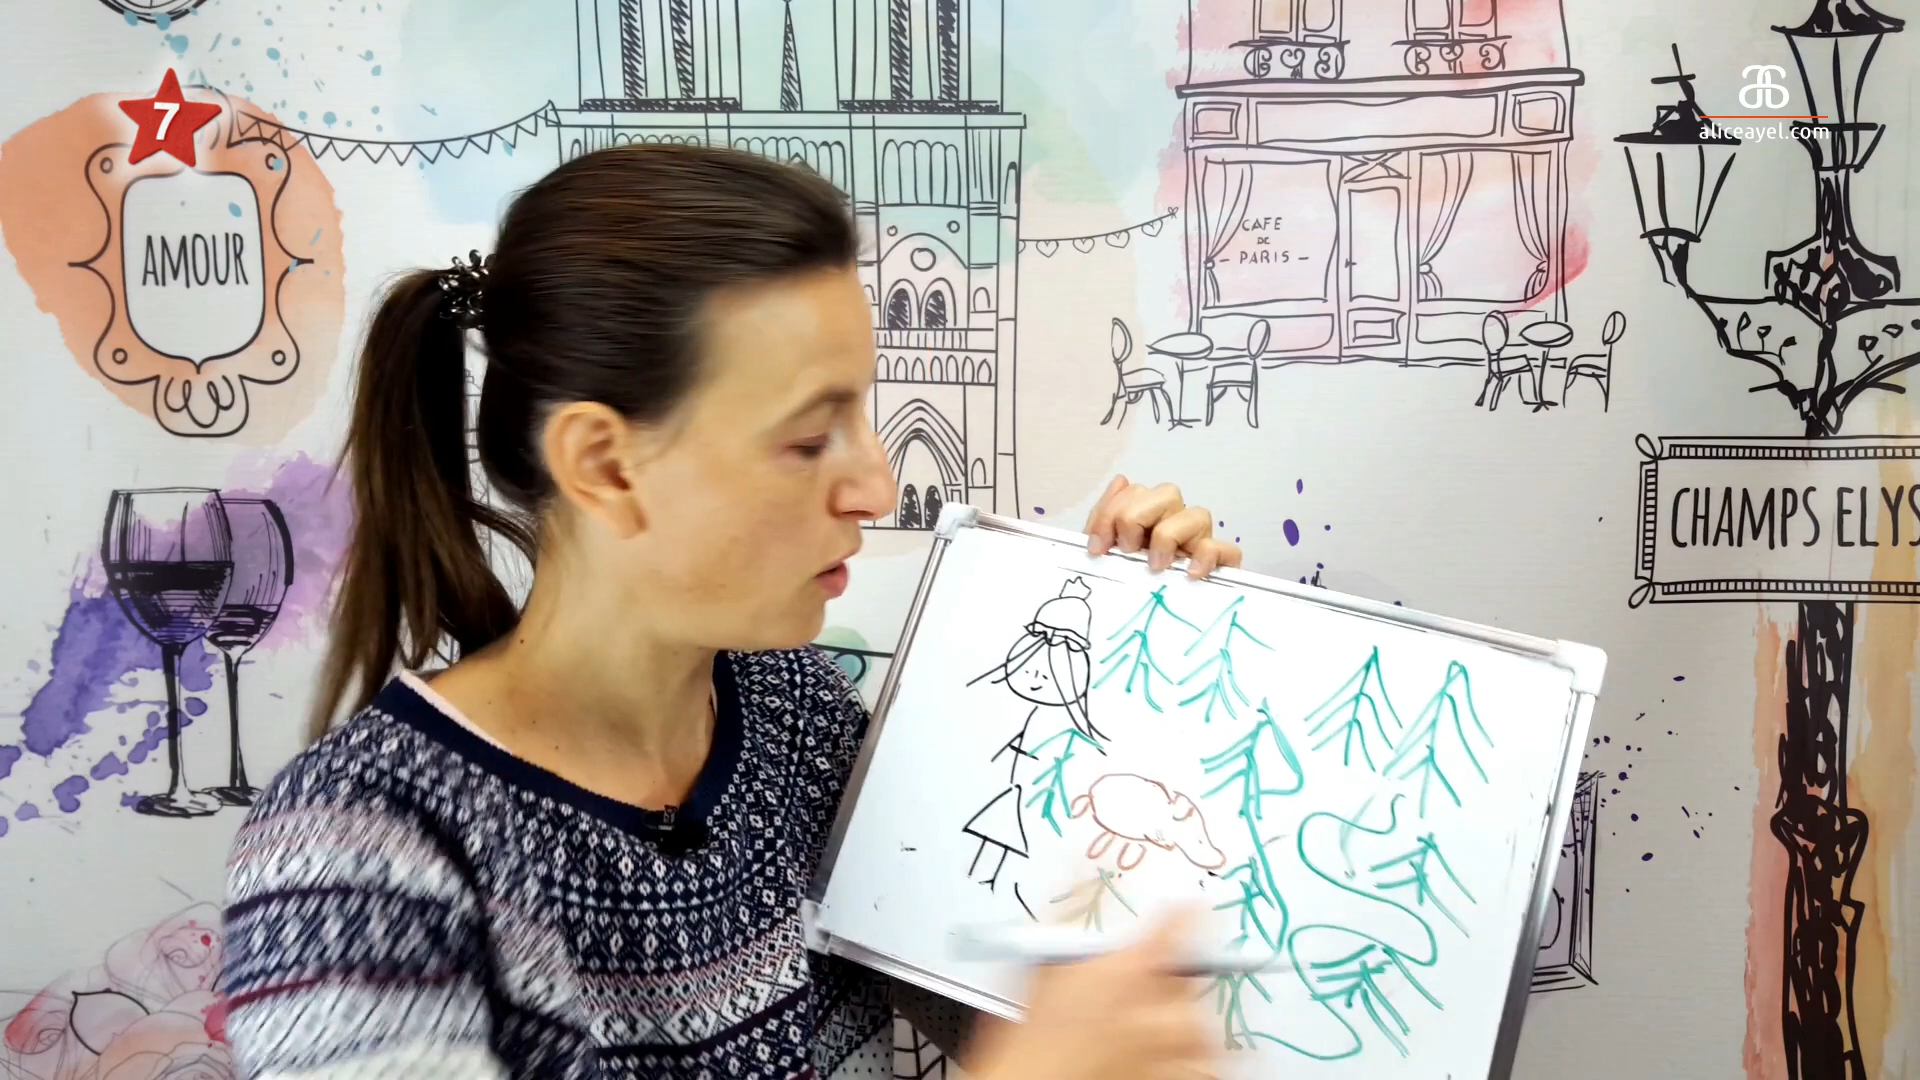 7
aliceayel.com
AMOUR
CAFE
DE
- PARIS -
CHAMPS ELYS